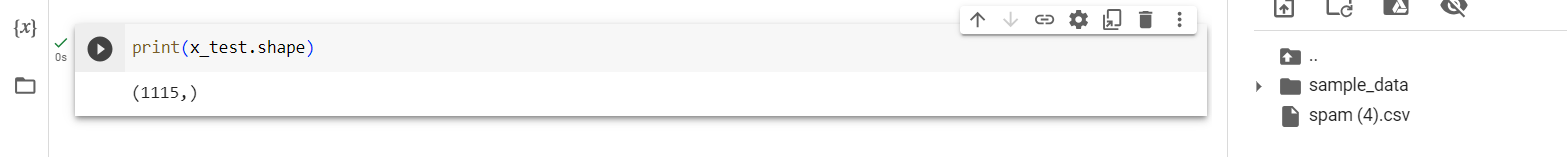 {x}
0s
print(x_test.shape)
(1115,)
..
sample_data
spam (4).csv